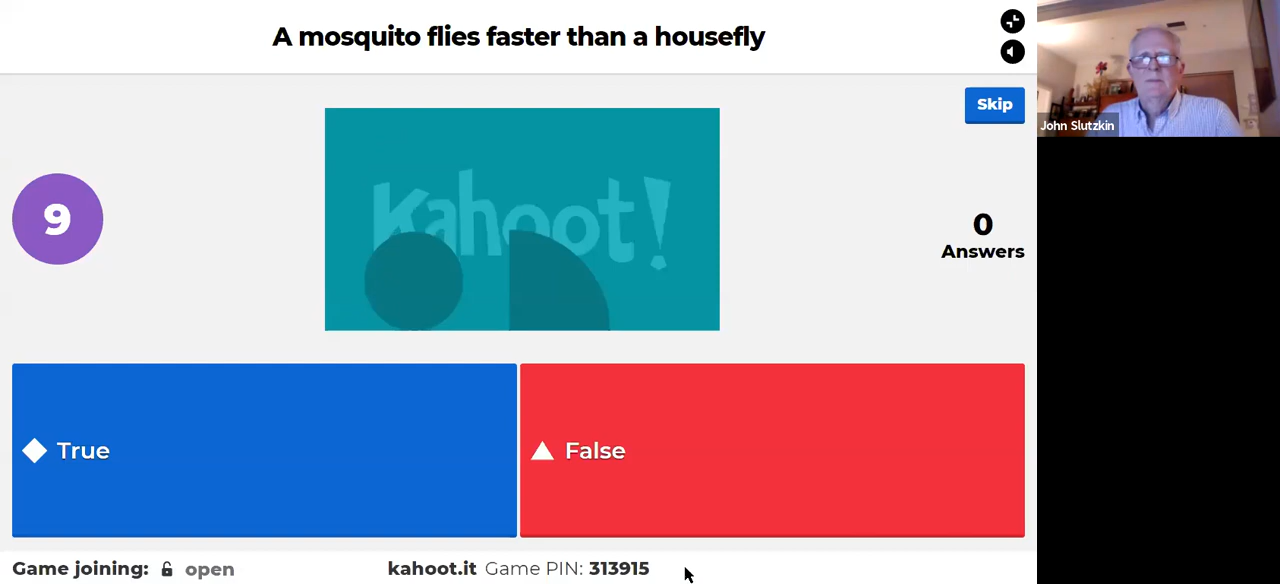 A mosquito flies faster than a housefly
Skip
John Slutzkin
Kahoot!
9
0
Answers
True
False
Game joining: open
kahoot.it Game PIN: 313915